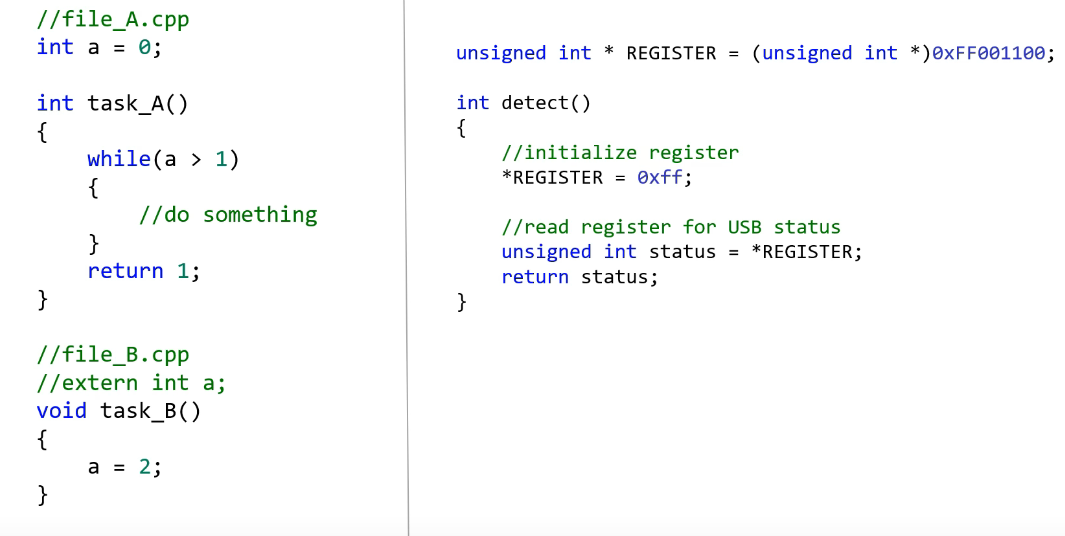 //file_A.cpp
int a = 0;
int task_A()
{
while(a > 1)
{
//do something
}
return 1;
}
//file_B.cpp
//extern int a;
void task_B()
{
a = 2;
}
unsigned int * REGISTER = (unsigned int *)0xFF001100;
int detect()
{
//initialize register
*REGISTER = 0xff;
//read register for USB status
unsigned int status = *REGISTER;
return status;
}